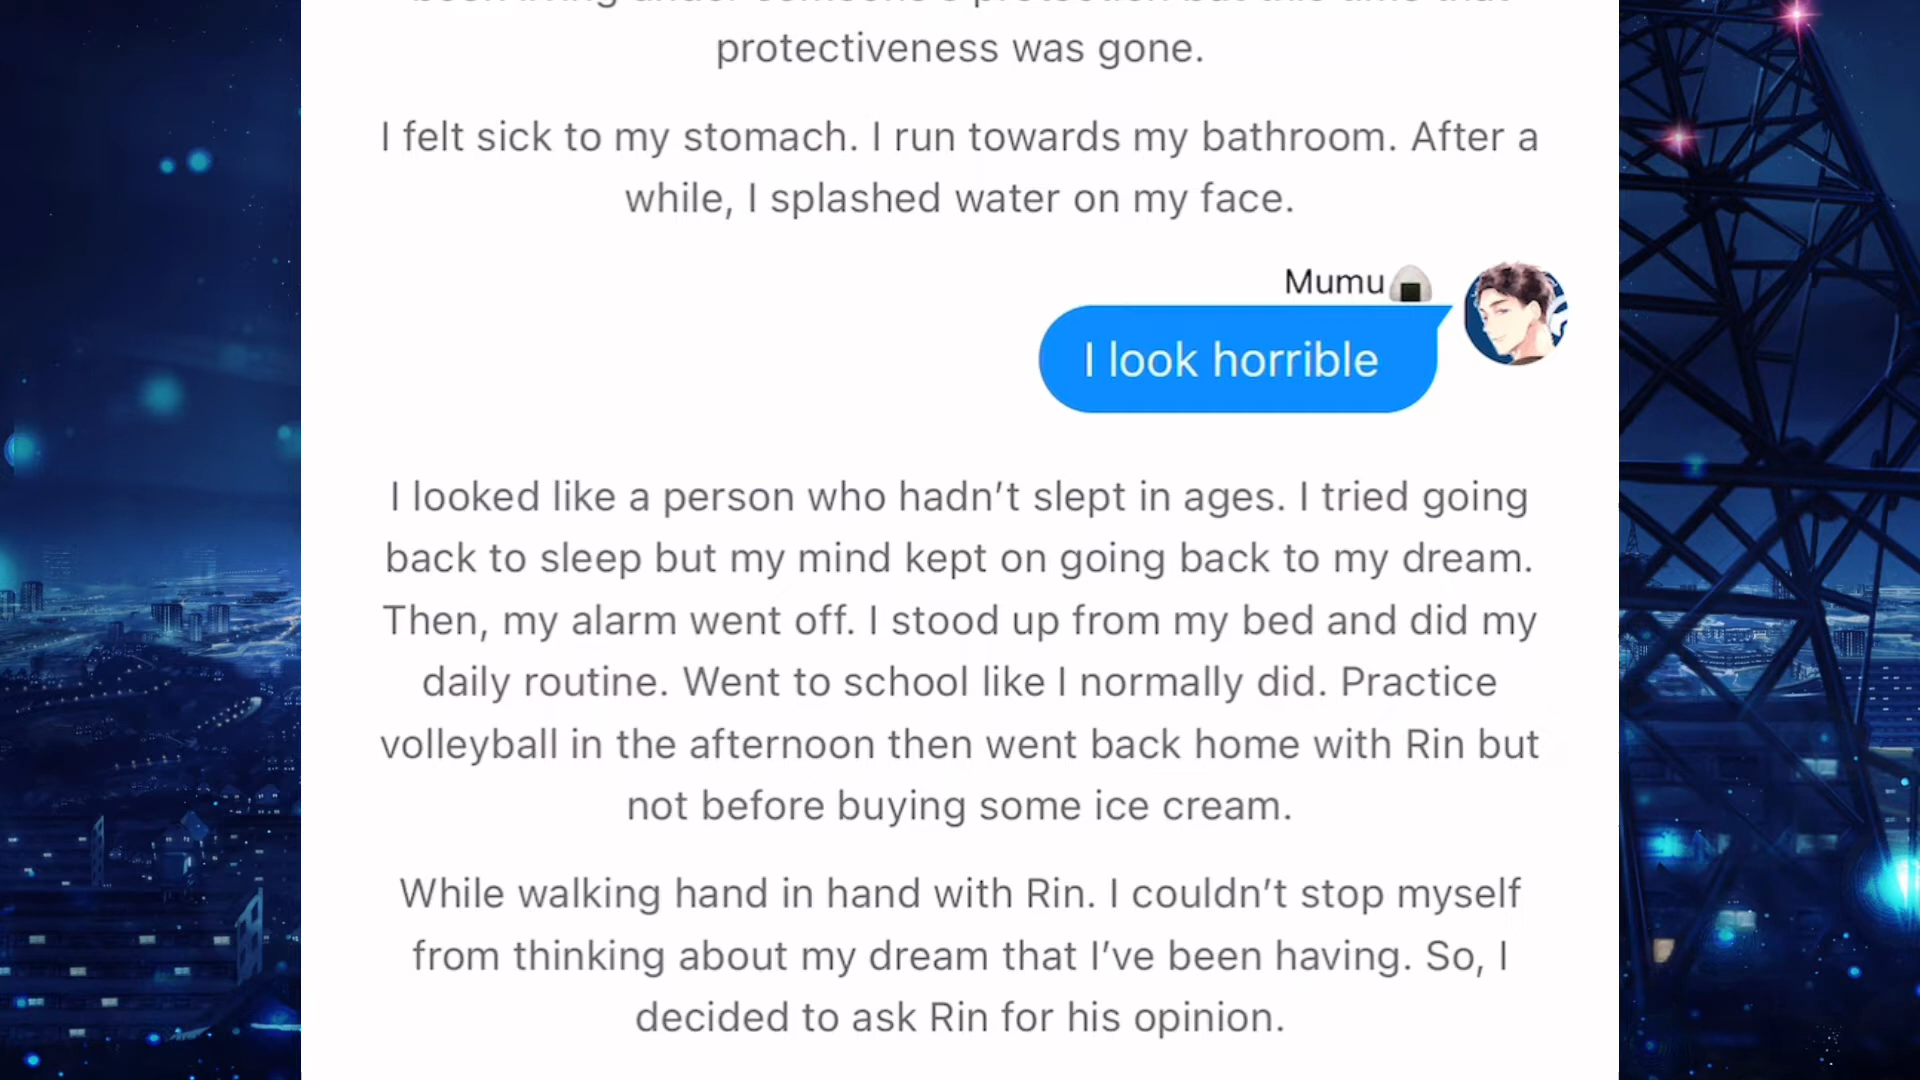 protectiveness was gone.
I felt sick to my stomach. I run towards my bathroom. After a
while, I splashed water on my face.
Mumu🍙
I look horrible
I looked like a person who hadn’t slept in ages. I tried going
back to sleep but my mind kept on going back to my dream.
Then, my alarm went off. I stood up from my bed and did my
daily routine. Went to school like I normally did. Practice
volleyball in the afternoon then went back home with Rin but
not before buying some ice cream.
While walking hand in hand with Rin. I couldn’t stop myself
from thinking about my dream that I’ve been having. So, I
decided to ask Rin for his opinion.